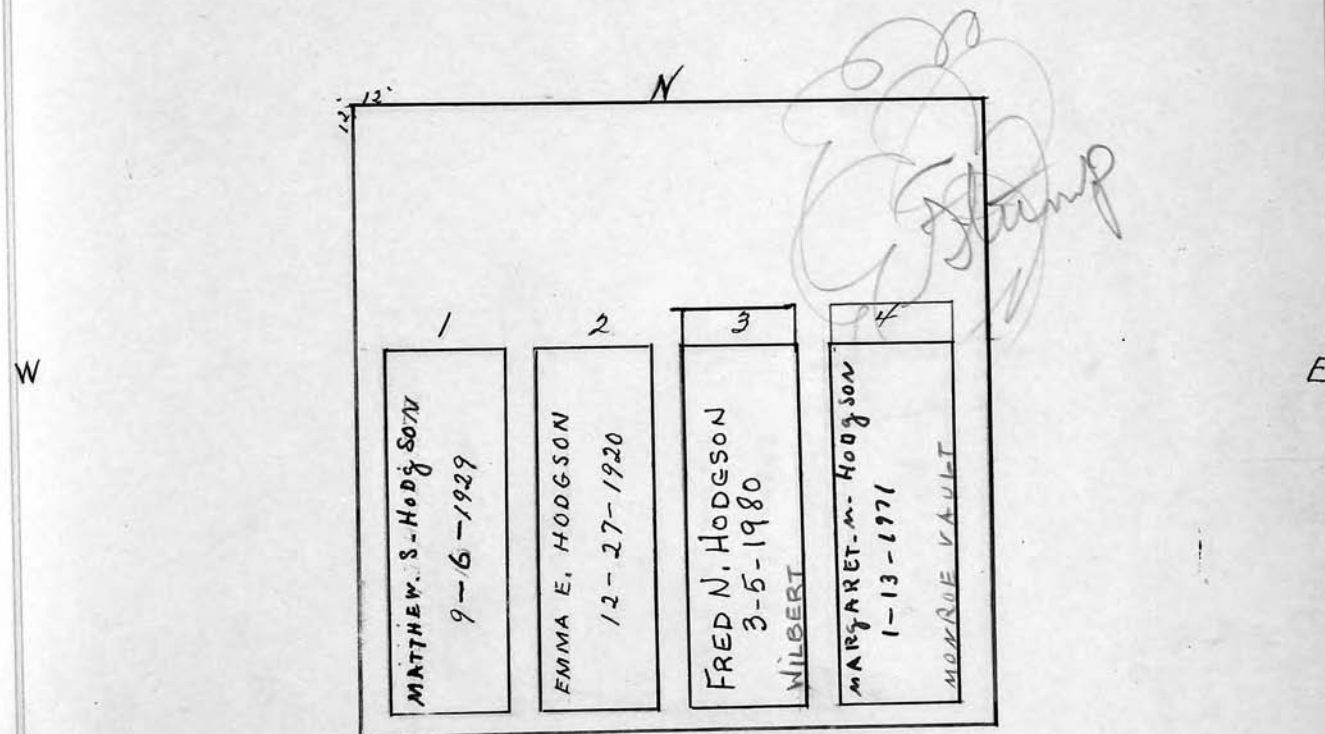 N
12' 12'
Stump
W
E
1
MATTHEW. S. HODGSON
9-16-1929
2
EMMA E. HODGSON
12-27-1920
3
FRED N. HODGSON
3-5-1980
WILBERT
4
MARGARET. M. HODGSON
1-13-1971
MONROE VAULT